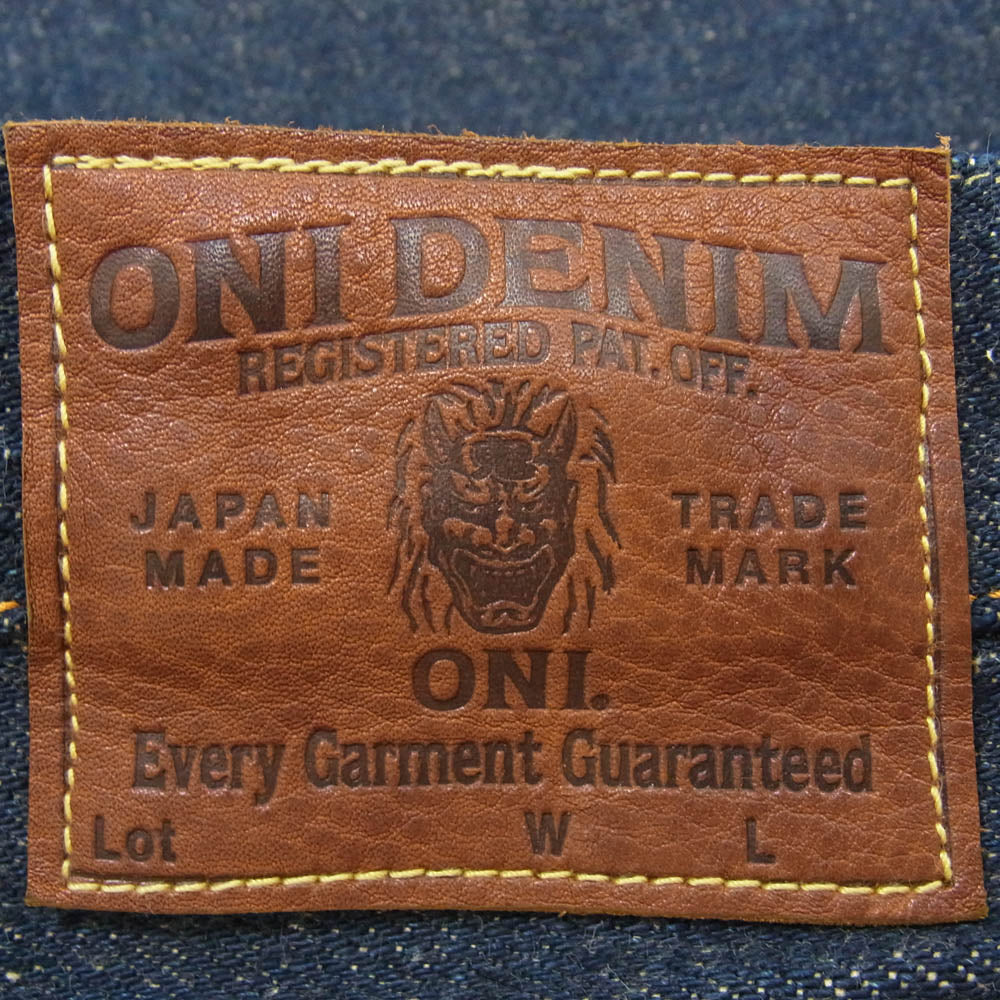 ONI DENIM
REGISTERED PAT. OFF.
JAPAN
MADE
TRADE
MARK
ONI.
Every Garment Guaranteed
Lot W L